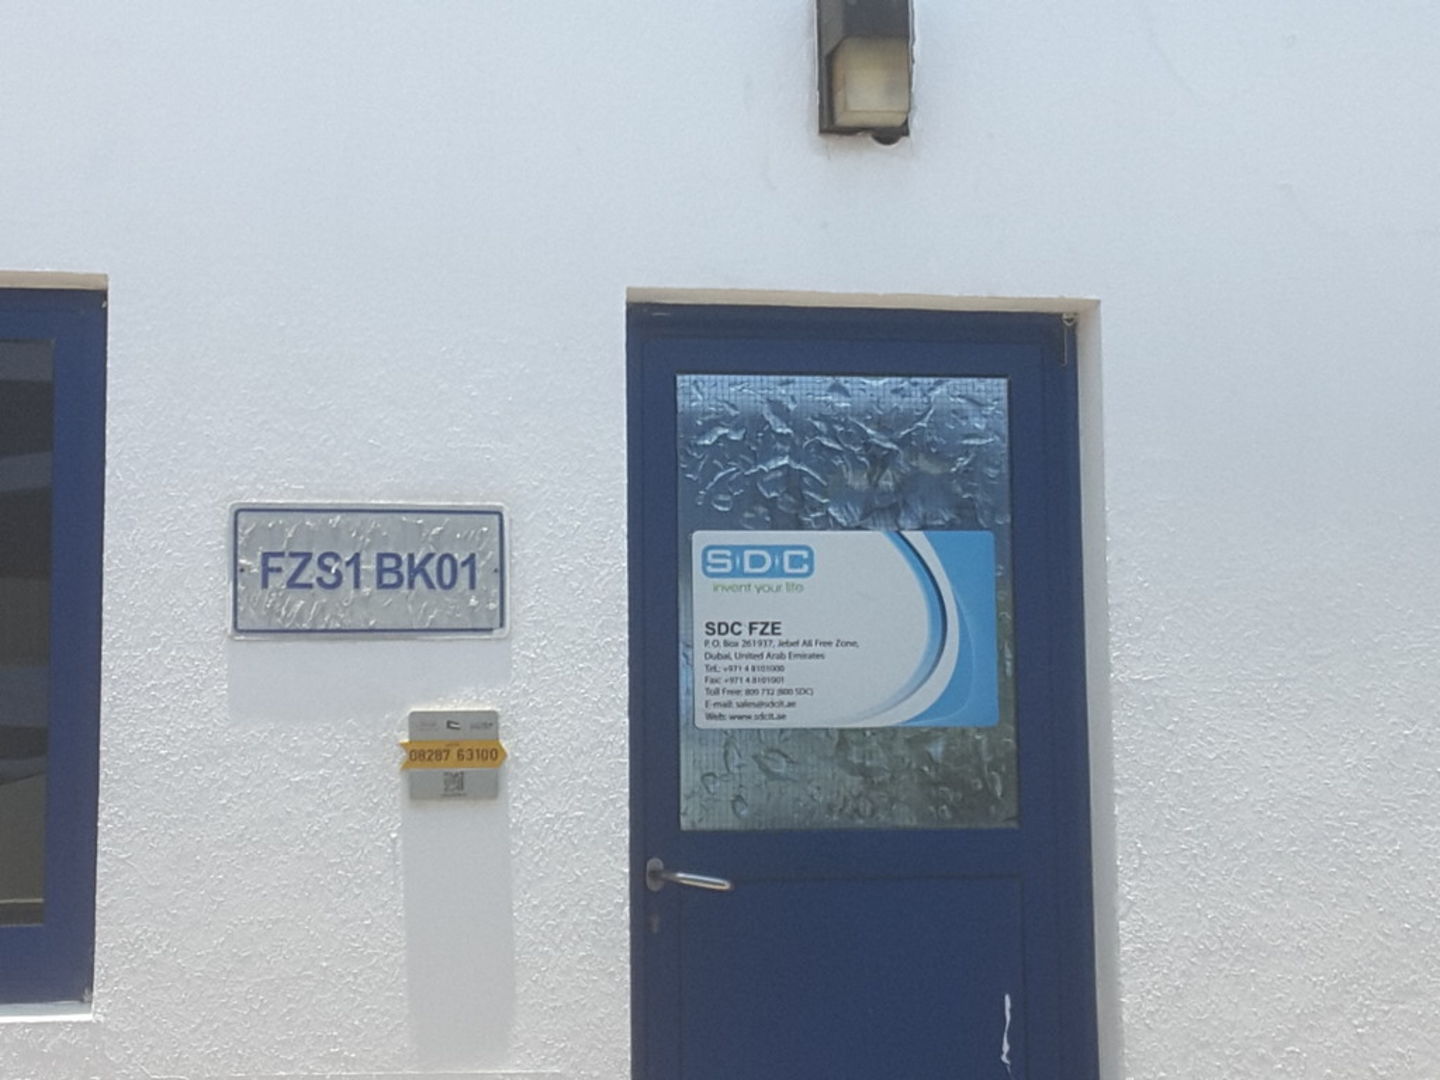 FZS1 BK01
08287 63100
SDC
invent your life
SDC FZE
P. O. Box 261937, Jebel Ali Free Zone,
Dubai, United Arab Emirates
Tel.: +971 4 8101000
Fax: +971 4 8101001
Toll Free: 800 732 (800 SDC)
E-mail: sales@sdcit.ae
Web: www.sdcit.ae